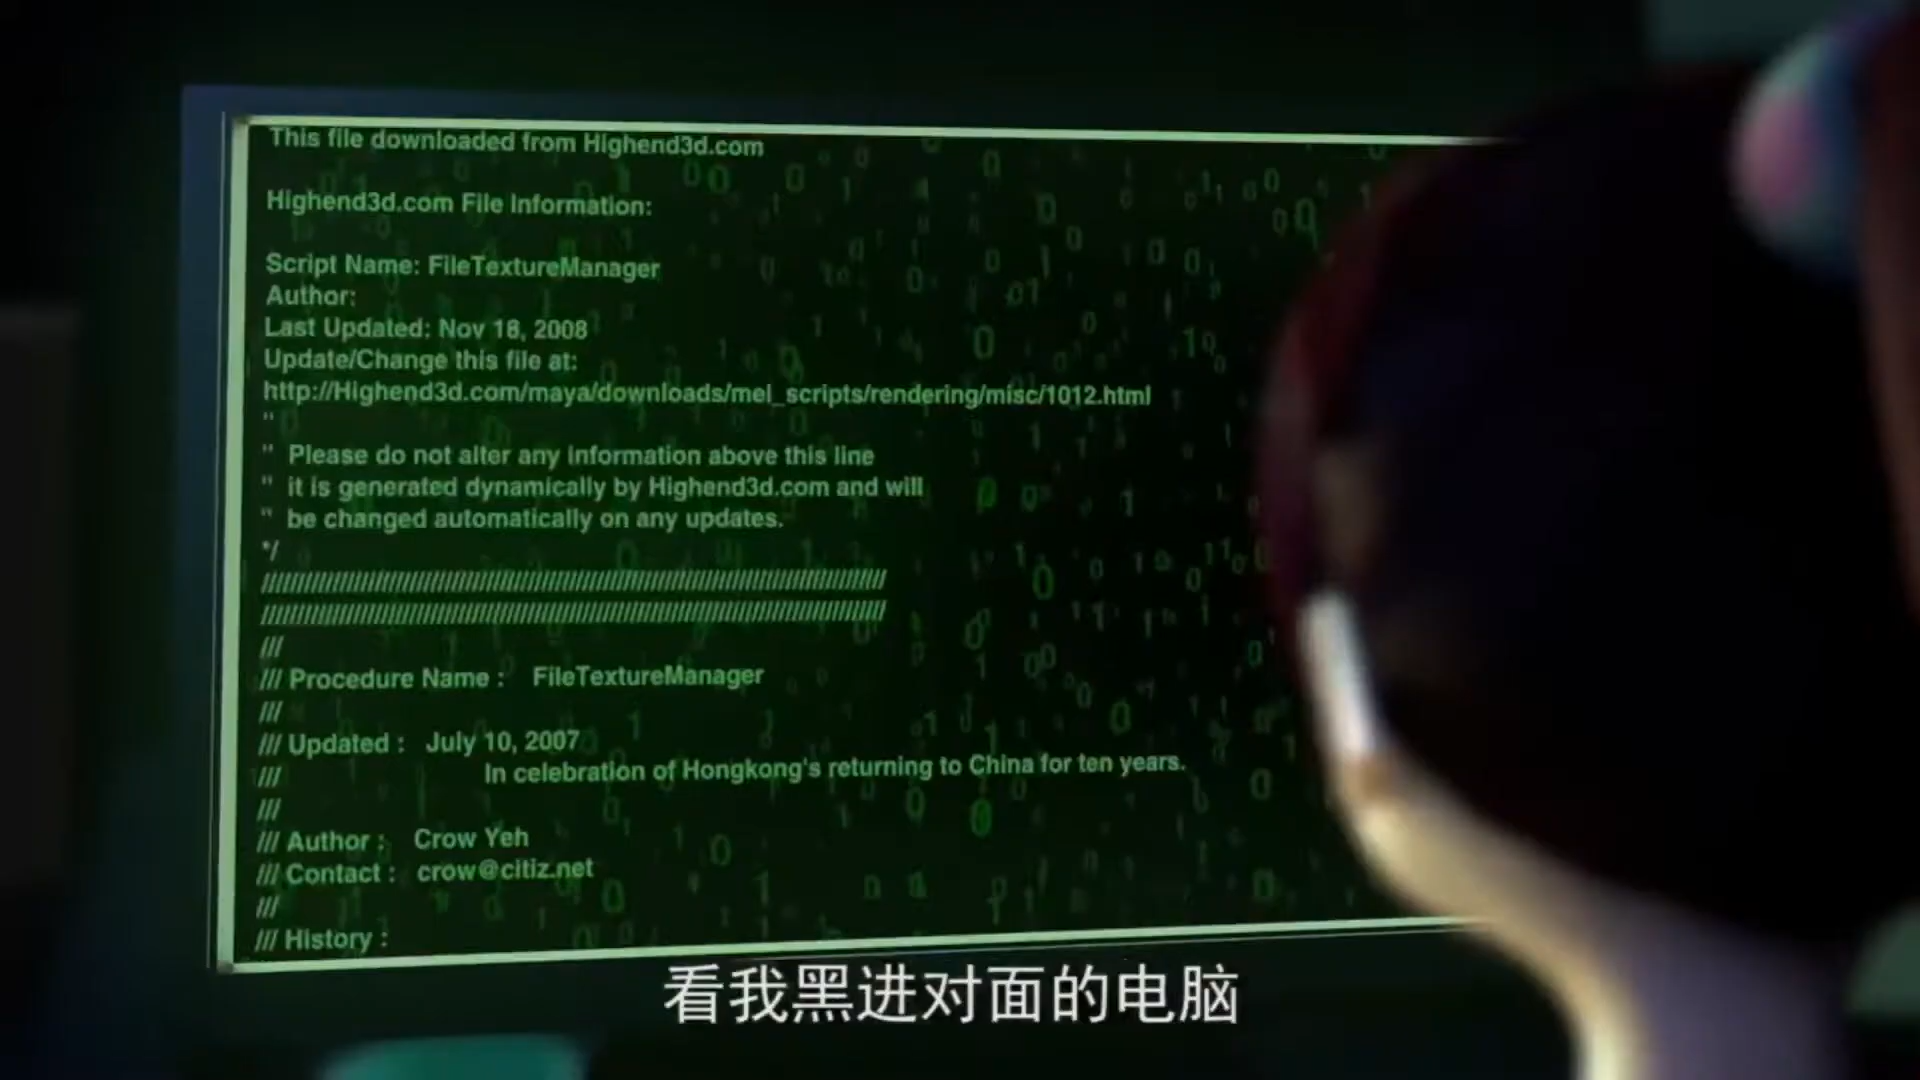 This file downloaded from Highend3d.com
Highend3d.com File Information:
Script Name: FileTextureManager
Author:
Last Updated: Nov 18, 2008
Update/Change this file at:
http://Highend3d.com/maya/downloads/mel_scripts/rendering/misc/1012.html
"
" Please do not alter any information above this line
" it is generated dynamically by Highend3d.com and will
" be changed automatically on any updates.
*/
///
/// Procedure Name : FileTextureManager
///
/// Updated : July 10, 2007
/// In celebration of Hongkong's returning to China for ten years.
///
/// Author : Crow Yeh
/// Contact : crow@citiz.net
///
/// History :
看我黑进对面的电脑